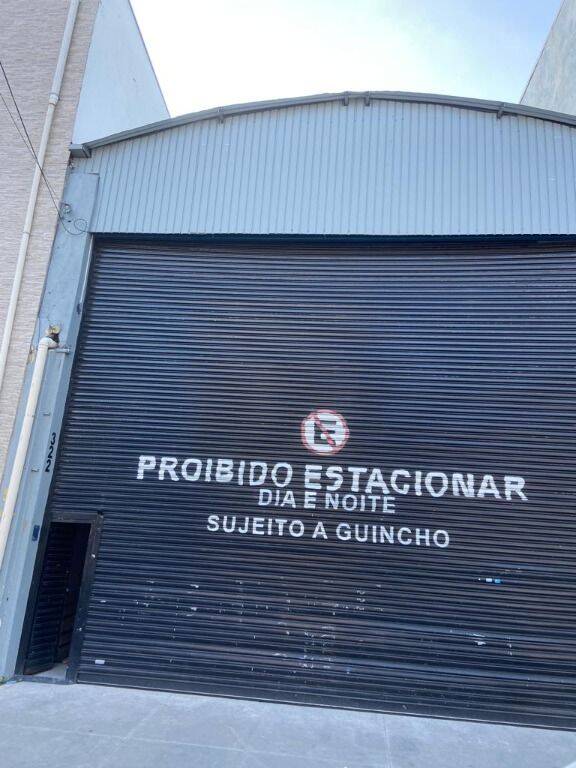 E
PROIBIDO ESTACIONAR
DIA E NOITE
SUJEITO A GUINCHO
322